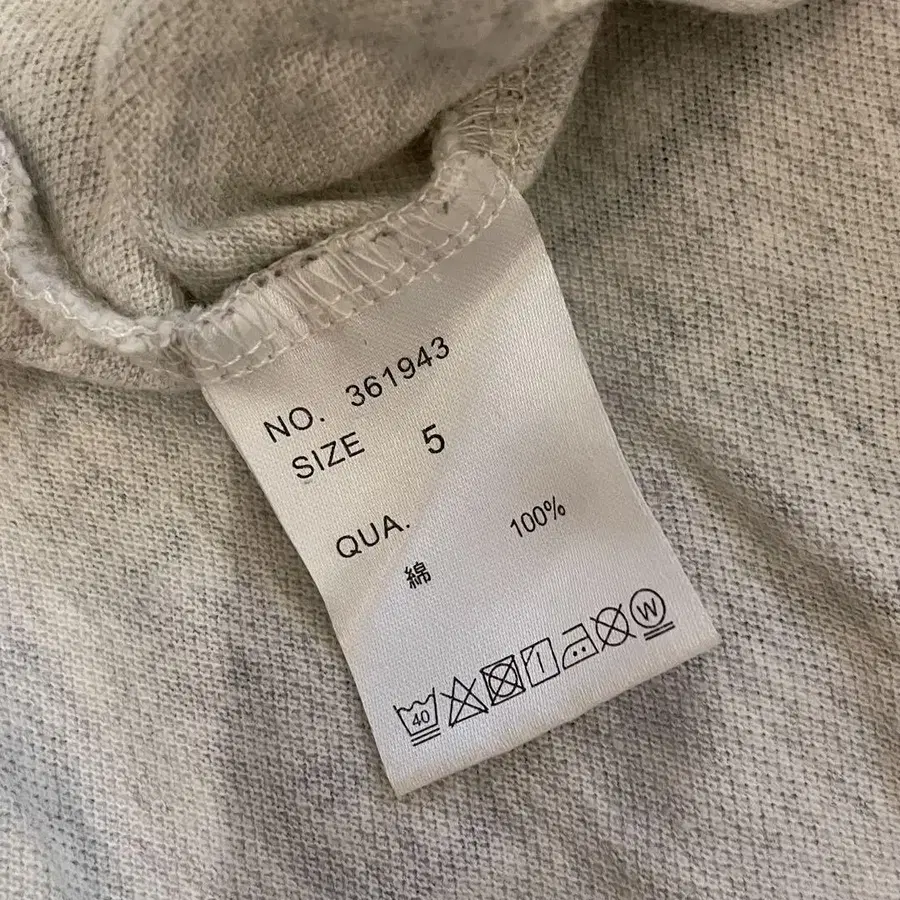 NO. 361943
SIZE 5
QUA.
綿 100%
40 W